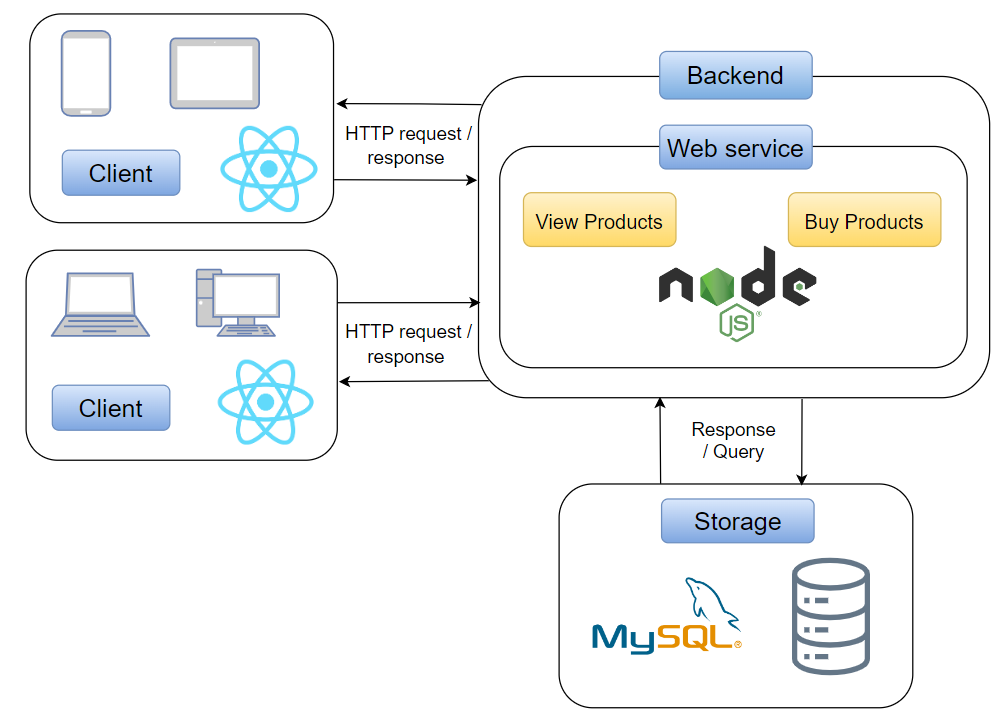 Client
HTTP request /
response
Client
HTTP request /
response
Backend
Web service
View Products
Buy Products
node
JS
®
Response
/ Query
Storage
MySQL®